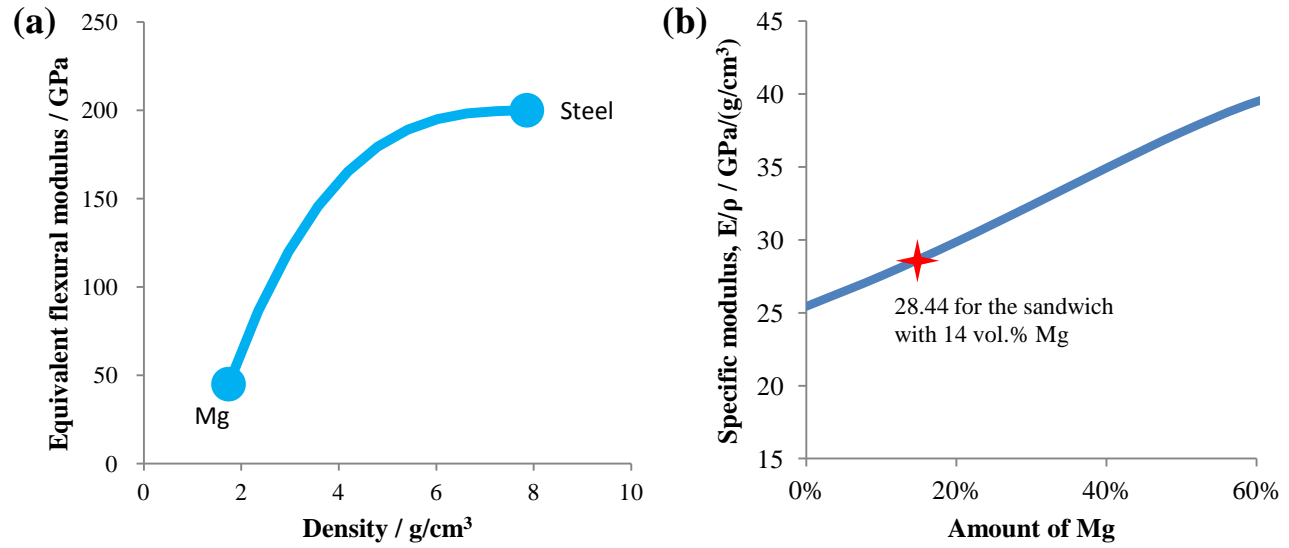 (a)
Equivalent flexural modulus / GPa
250
200
150
100
50
0
Steel
Mg
0 2 4 6 8 10
Density / g/cm³
(b)
Specific modulus, E/ρ / GPa/(g/cm³)
45
40
35
30
25
20
15
28.44 for the sandwich
with 14 vol.% Mg
0% 20% 40% 60%
Amount of Mg